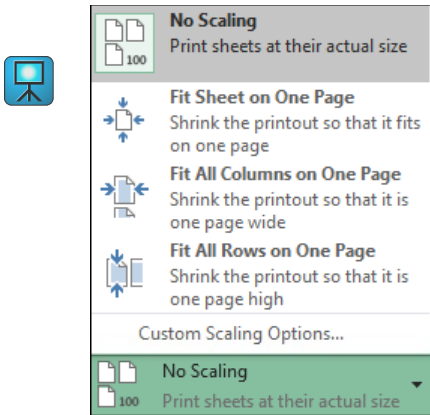 No Scaling
Print sheets at their actual size
100
Fit Sheet on One Page
Shrink the printout so that it fits
on one page
Fit All Columns on One Page
Shrink the printout so that it is
one page wide
Fit All Rows on One Page
Shrink the printout so that it is
one page high
Custom Scaling Options...
No Scaling
100
Print sheets at their actual size